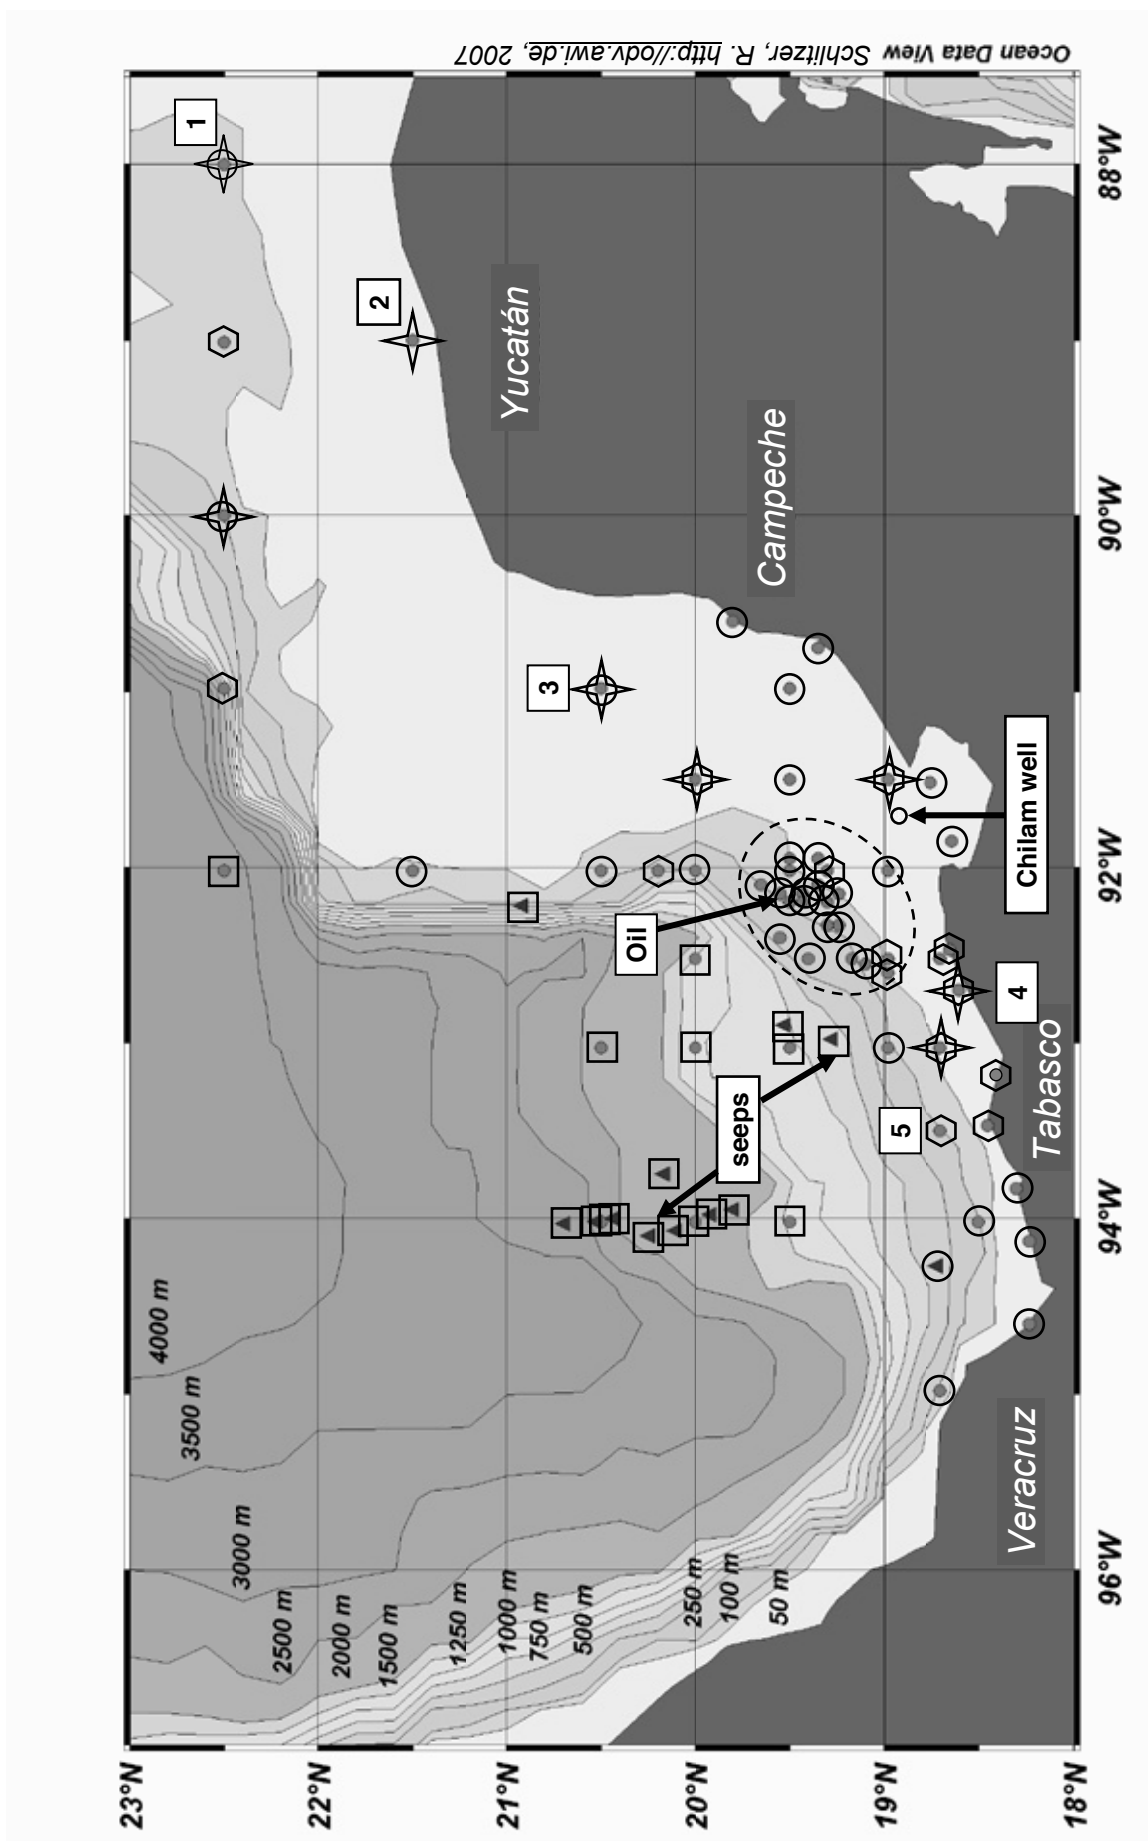 Ocean Data View Schlitzer, R. http://odv.awi.de, 2007
1
2
3
4
5
Yucatán
Campeche
Tabasco
Veracruz
Oil
seeps
Chilam well
4000 m
3500 m
3000 m
2500 m
2000 m
1500 m
1250 m
1000 m
750 m
500 m
250 m
100 m
50 m
23°N
22°N
21°N
20°N
19°N
18°N
96°W
94°W
92°W
90°W
88°W